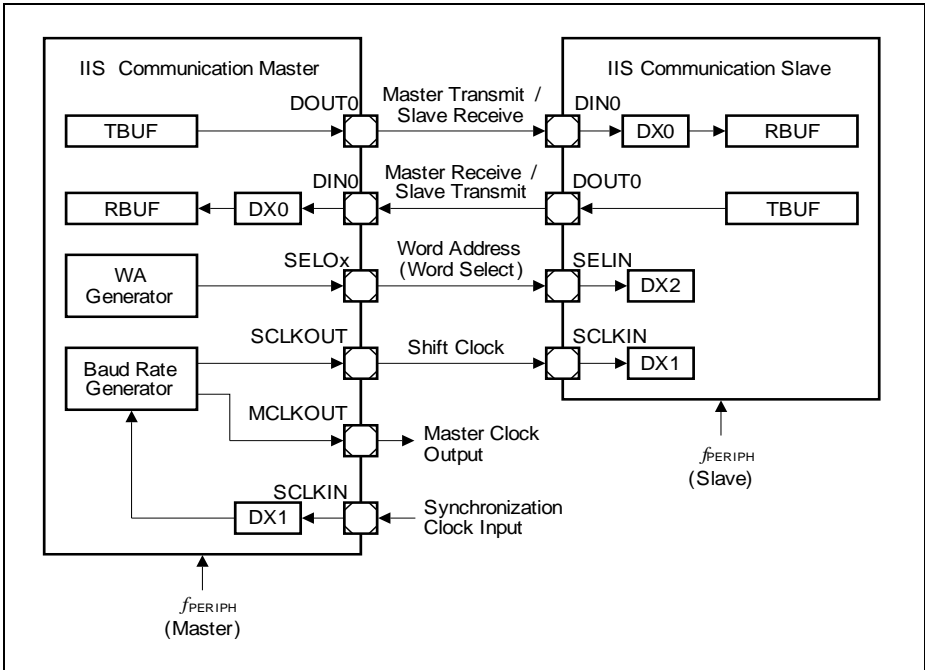 IIS Communication Master
IIS Communication Slave
DOUT0
Master Transmit /
Slave Receive
DIN0
TBUF
DX0
RBUF
DIN0
Master Receive /
Slave Transmit
DOUT0
RBUF
DX0
TBUF
SELOx
Word Address
(Word Select)
SELIN
WA
Generator
DX2
SCLKOUT
Shift Clock
SCLKIN
Baud Rate
Generator
DX1
MCLKOUT
Master Clock
Output
fPERIPH
(Slave)
SCLKIN
DX1
Synchronization
Clock Input
fPERIPH
(Master)